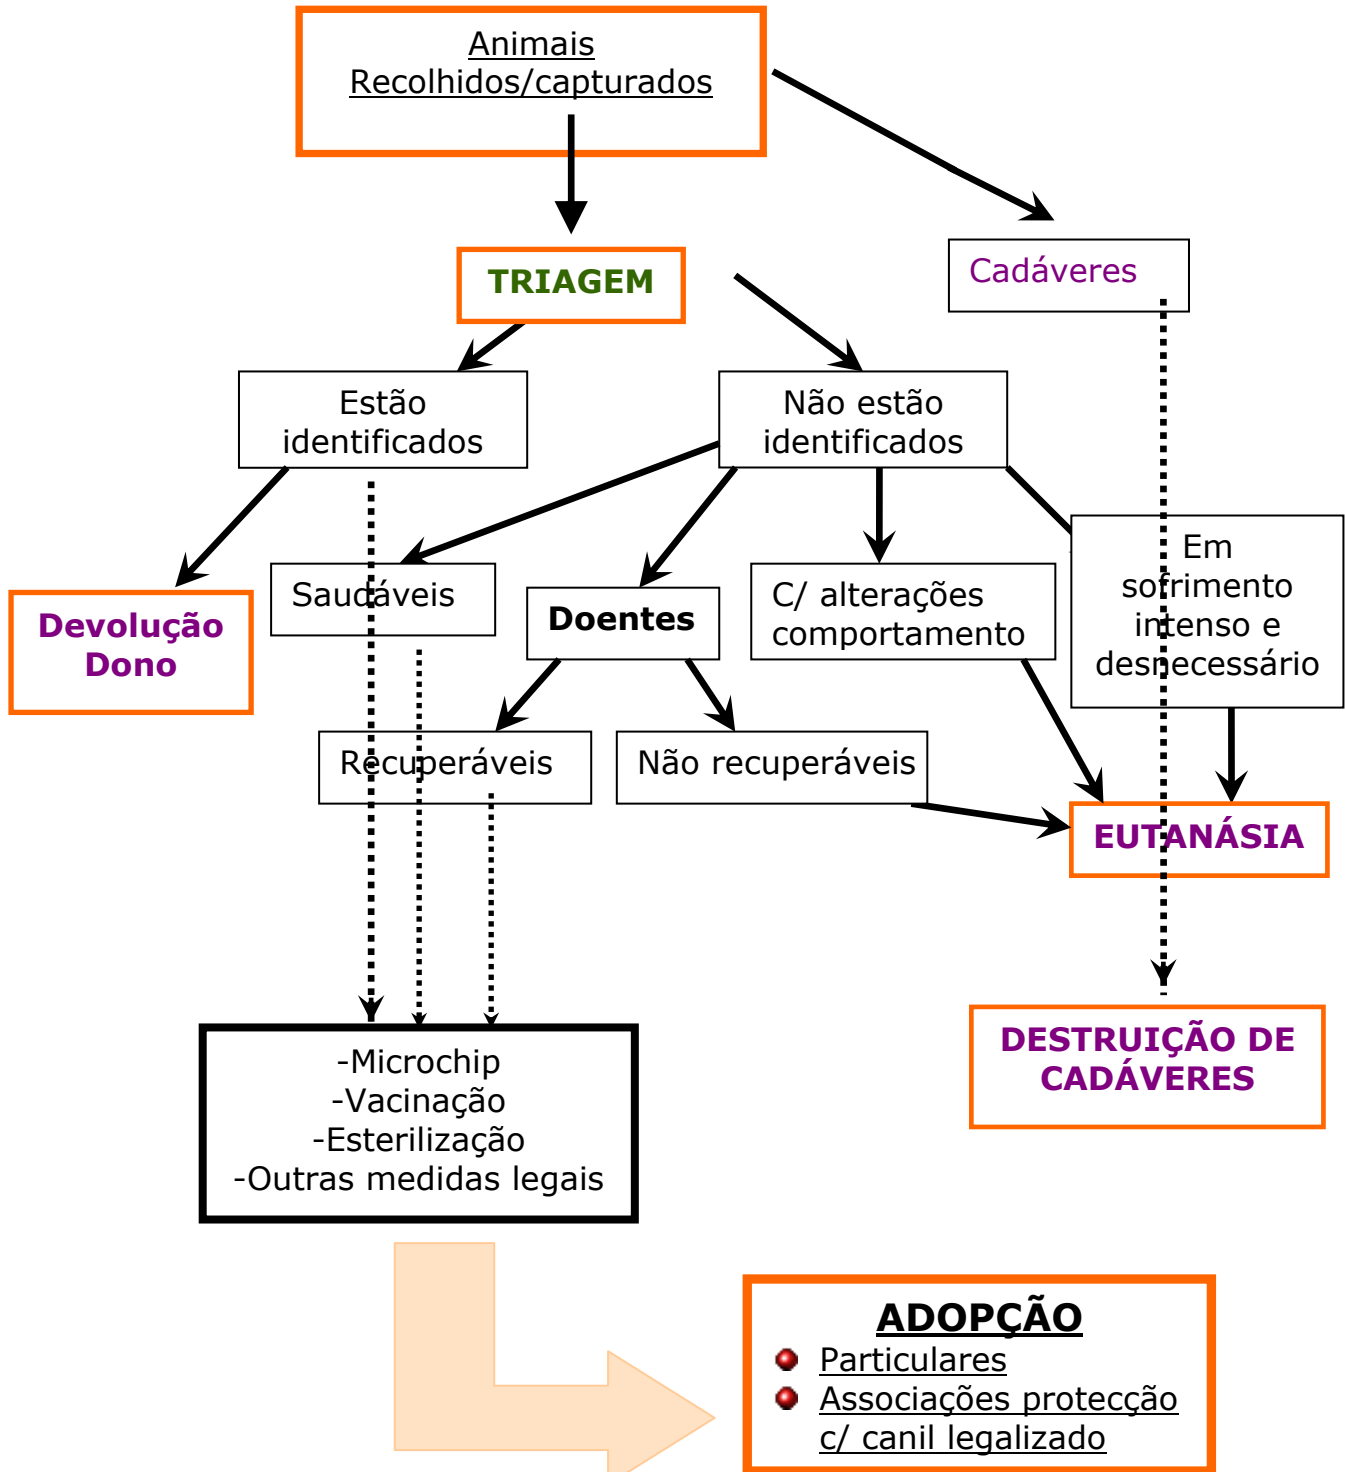 Animais
Recolhidos/capturados
TRIAGEM
Cadáveres
Estão
identificados
Não estão
identificados
Devolução
Dono
Saudáveis
Doentes
C/ alterações
comportamento
Em
sofrimento
intenso e
desnecessário
Recuperáveis
Não recuperáveis
EUTANÁSIA
DESTRUIÇÃO DE
CADÁVERES
-Microchip
-Vacinação
-Esterilização
-Outras medidas legais
ADOPÇÃO
Particulares
Associações protecção
c/ canil legalizado